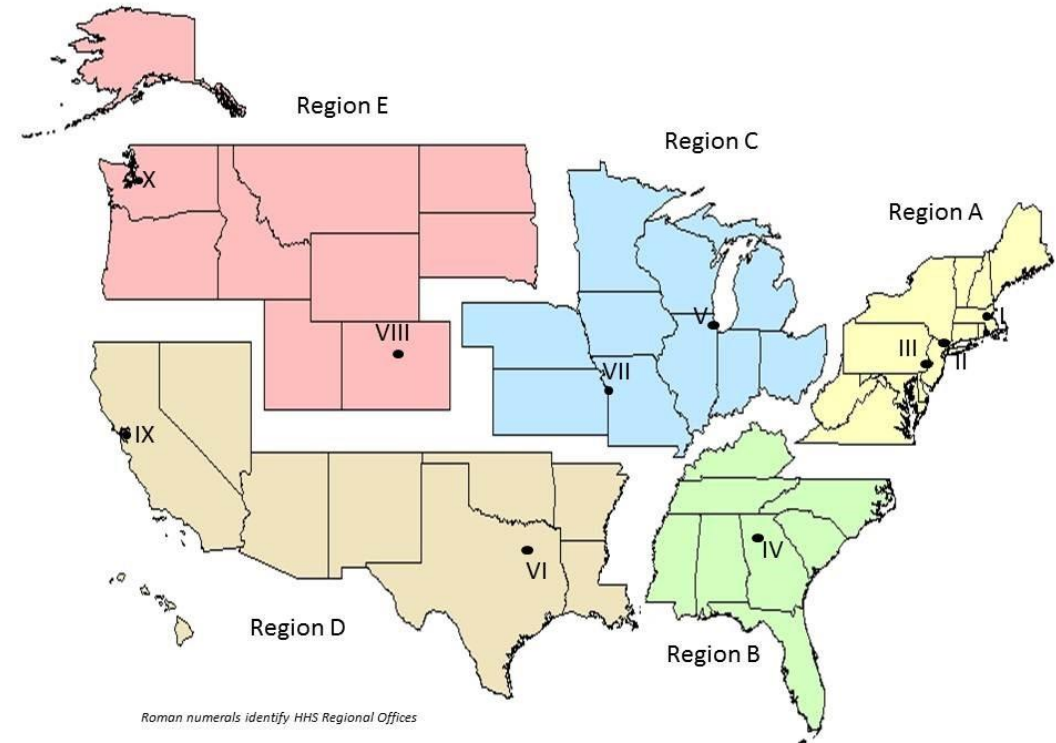 Region E
Region C
Region A
X
V
I
VIII
III
II
VII
IX
IV
VI
Region D
Region B
Roman numerals identify HHS Regional Offices